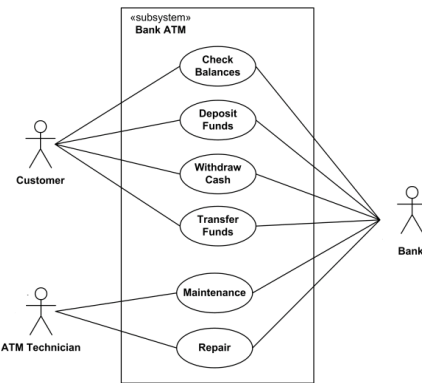 «subsystem»
Bank ATM
Check
Balances
Deposit
Funds
Withdraw
Cash
Customer
Transfer
Funds
Bank
Maintenance
ATM Technician
Repair